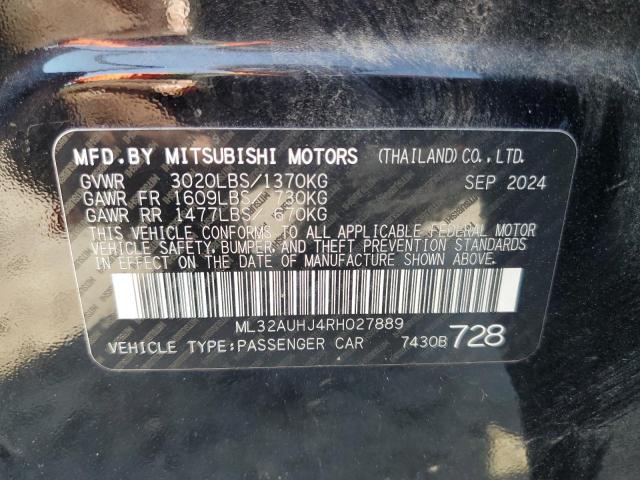 MFD.BY MITSUBISHI MOTORS (THAILAND) CO.,LTD.
GVWR 3020LBS/1370KG SEP 2024
GAWR FR 1609LBS/ 730KG
GAWR RR 1477LBS/ 670KG
THIS VEHICLE CONFORMS TO ALL APPLICABLE FEDERAL MOTOR
VEHICLE SAFETY, BUMPER AND THEFT PREVENTION STANDARDS
IN EFFECT ON THE DATE OF MANUFACTURE SHOWN ABOVE.
ML32AUHJ4RH027889
VEHICLE TYPE:PASSENGER CAR 7430B 728